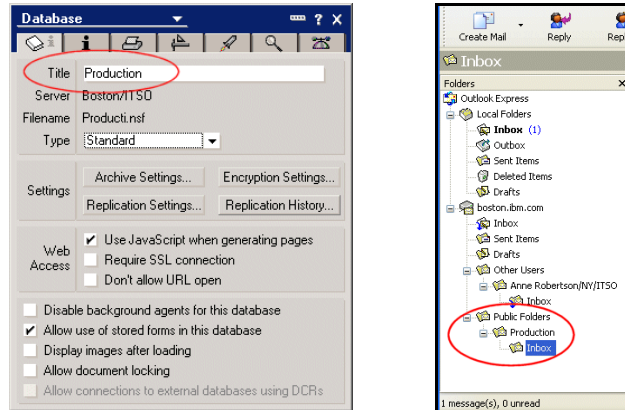 Database
? X
i
Title Production
Server Boston/ITSO
Filename Producti.nsf
Type Standard
Settings
Archive Settings... Encryption Settings...
Replication Settings... Replication History...
Web Access
Use JavaScript when generating pages
Require SSL connection
Don't allow URL open
Disable background agents for this database
Allow use of stored forms in this database
Display images after loading
Allow document locking
Allow connections to external databases using DCRs
Create Mail Reply Repl
Inbox
Folders x
Outlook Express
Local Folders
Inbox (1)
Outbox
Sent Items
Deleted Items
Drafts
boston.ibm.com
Inbox
Sent Items
Drafts
Other Users
Anne Robertson/NY/ITSO
Inbox
Public Folders
Production
Inbox
1 message(s), 0 unread